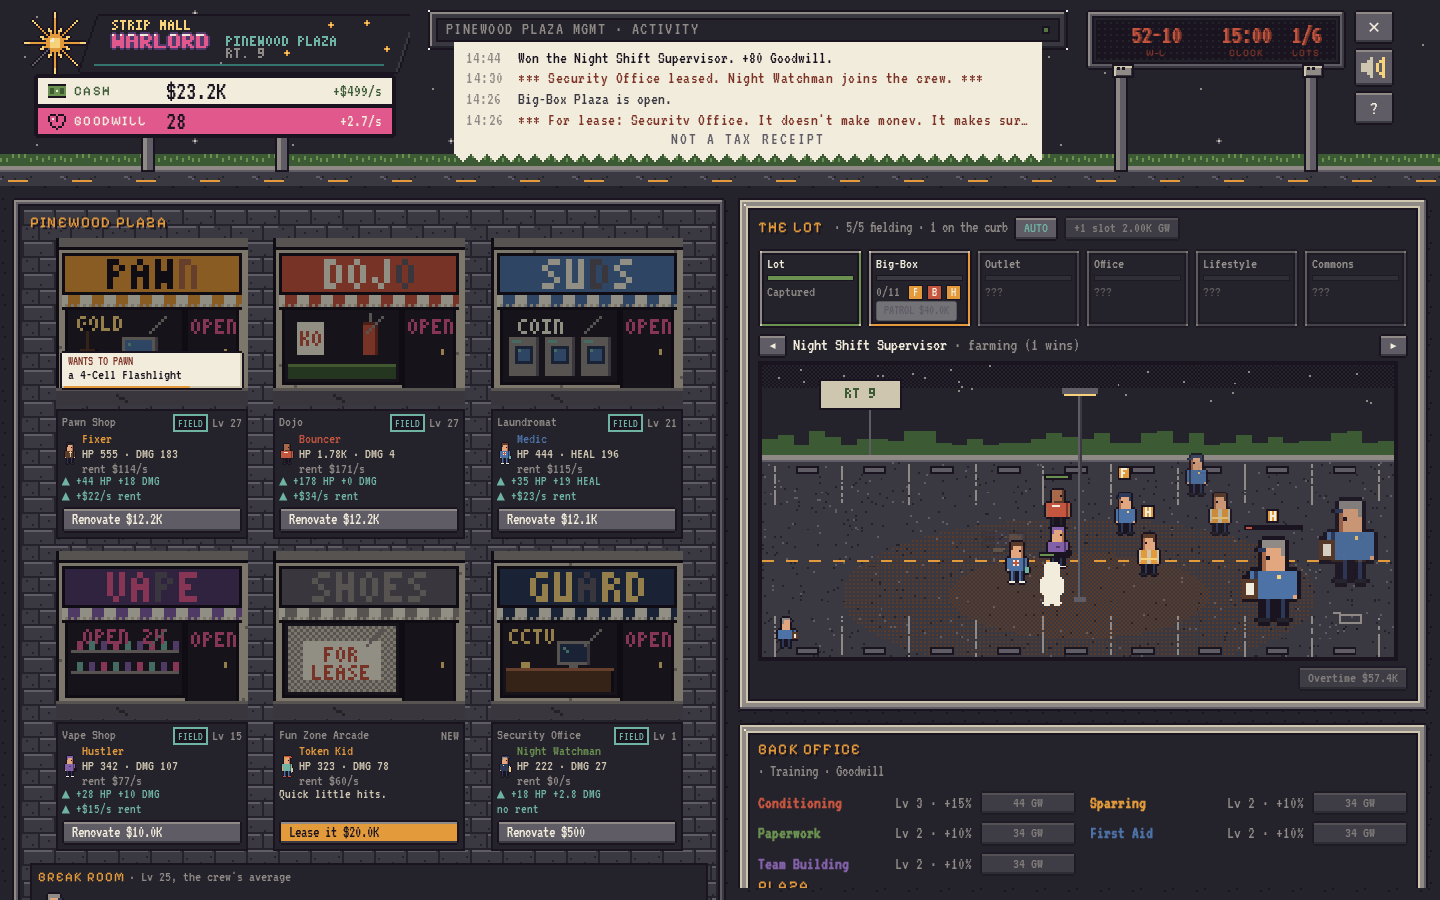 STRIP MALL
WARLORD
PINEWOOD PLAZA
RT. 9
CASH $23.2K +$499/s
GOODWILL 28 +2.7/s
PINEWOOD PLAZA MGMT · ACTIVITY
14:44 Won the Night Shift Supervisor. +80 Goodwill.
14:30 *** Security Office leased. Night Watchman joins the crew. ***
14:26 Big-Box Plaza is open.
14:26 *** For lease: Security Office. It doesn't make money. It makes sur…
NOT A TAX RECEIPT
52-10 15:00 1/6
W-L CLOCK LOTS
×
?
PINEWOOD PLAZA
PAWN DOJO SUDS
GOLD OPEN KO OPEN COIN OPEN
WANTS TO PAWN
a 4-Cell Flashlight
Pawn Shop FIELD Lv 27
Fixer
HP 555 · DMG 183
rent $114/s
▲ +44 HP +18 DMG
▲ +$22/s rent
Renovate $12.2K
Dojo FIELD Lv 27
Bouncer
HP 1.78K · DMG 4
rent $171/s
▲ +178 HP +0 DMG
▲ +$34/s rent
Renovate $12.2K
Laundromat FIELD Lv 21
Medic
HP 444 · HEAL 196
rent $115/s
▲ +35 HP +19 HEAL
▲ +$23/s rent
Renovate $12.1K
VAPE SHOES GUARD
OPEN 24 OPEN FOR LEASE CCTV OPEN
Vape Shop FIELD Lv 15
Hustler
HP 342 · DMG 107
rent $77/s
▲ +28 HP +10 DMG
▲ +$15/s rent
Renovate $10.0K
Fun Zone Arcade NEW
Token Kid
HP 323 · DMG 78
rent $60/s
Quick little hits.
Lease it $20.0K
Security Office FIELD Lv 1
Night Watchman
HP 222 · DMG 27
rent $0/s
▲ +18 HP +2.8 DMG
no rent
Renovate $500
BREAK ROOM · Lv 25, the crew's average
THE LOT · 5/5 fielding · 1 on the curb AUTO +1 slot 2.00K GW
Lot
Captured
Big-Box
0/11 F B H
PATROL $40.0K
Outlet
???
Office
???
Lifestyle
???
Commons
???
◄ Night Shift Supervisor · farming (1 wins) ►
RT 9
F
H
H
Overtime $57.4K
BACK OFFICE
· Training · Goodwill
Conditioning Lv 3 · +15% 44 GW
Sparring Lv 2 · +10% 34 GW
Paperwork Lv 2 · +10% 34 GW
First Aid Lv 2 · +10% 34 GW
Team Building Lv 2 · +10% 34 GW
PLAZA